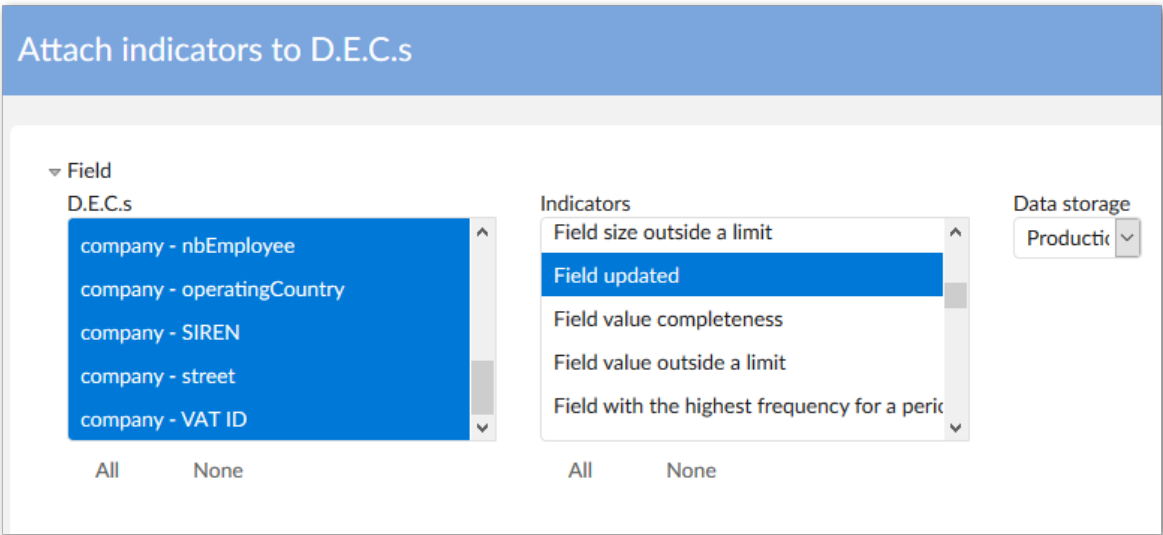 Attach indicators to D.E.C.s
Field
D.E.C.s
company - nbEmployee
company - operatingCountry
company - SIREN
company - street
company - VAT ID
All None
Indicators
Field size outside a limit
Field updated
Field value completeness
Field value outside a limit
Field with the highest frequency for a
All None
Data storage